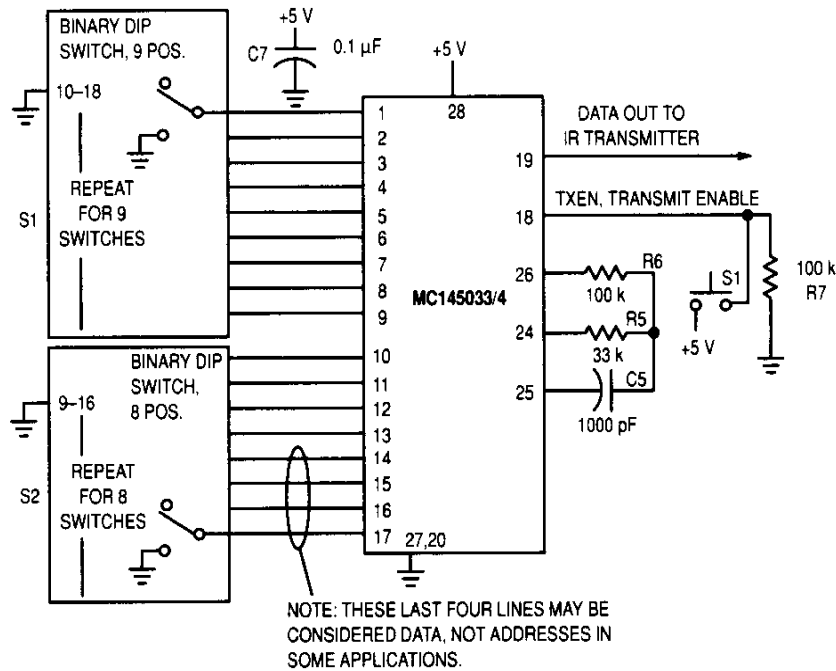 BINARY DIP
SWITCH, 9 POS.
10–18
REPEAT
FOR 9
SWITCHES
S1
+5 V
C7
0.1 µF
+5 V
28
1
2
3
4
5
6
7
8
9
10
11
12
13
14
15
16
17
27,20
MC145033/4
19
18
26
24
25
DATA OUT TO
IR TRANSMITTER
TXEN, TRANSMIT ENABLE
R6
100 k
R5
33 k
C5
1000 pF
S1
+5 V
100 k
R7
BINARY DIP
SWITCH,
8 POS.
9–16
REPEAT
FOR 8
SWITCHES
S2
NOTE: THESE LAST FOUR LINES MAY BE
CONSIDERED DATA, NOT ADDRESSES IN
SOME APPLICATIONS.